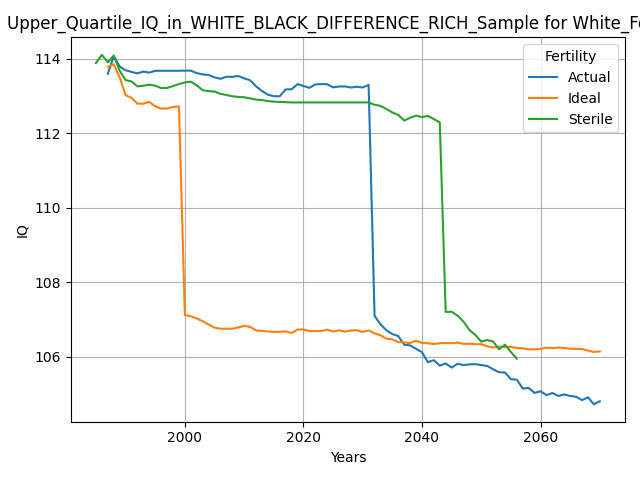 Upper_Quartile_IQ_in_WHITE_BLACK_DIFFERENCE_RICH_Sample for White_Fe
Fertility
Actual
Ideal
Sterile
IQ
114
112
110
108
106
2000
2020
2040
2060
Years